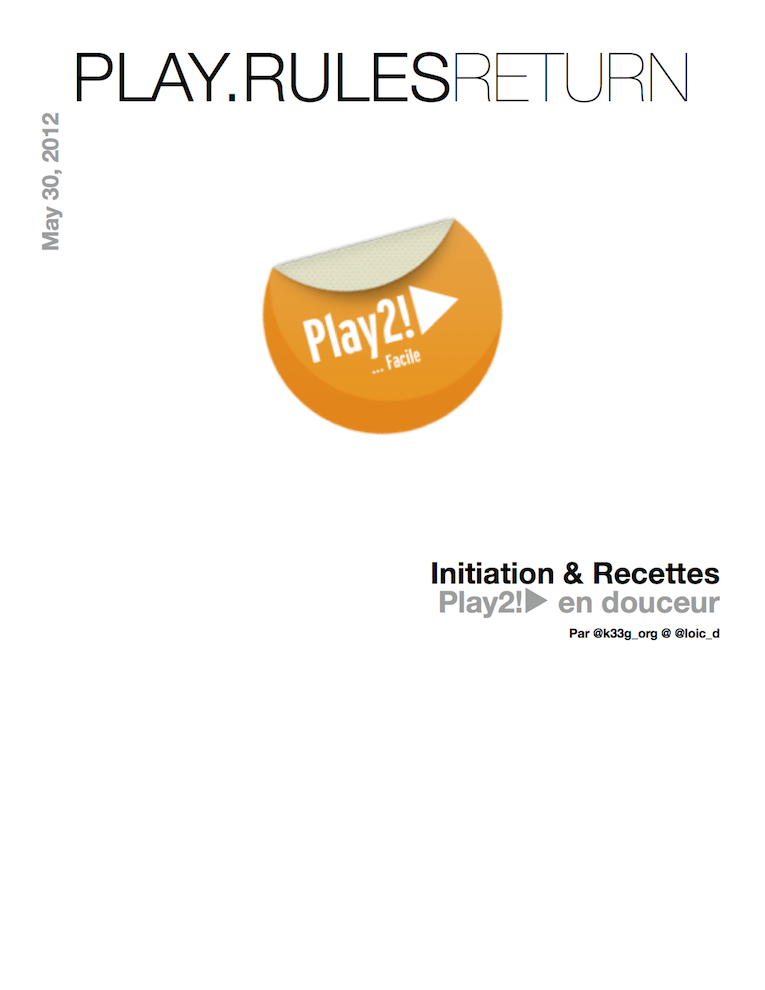 PLAY.RULESRETURN
May 30, 2012
Play2!▶
... Facile
Initiation & Recettes
Play2!▶ en douceur
Par @k33g_org @ @loic_d